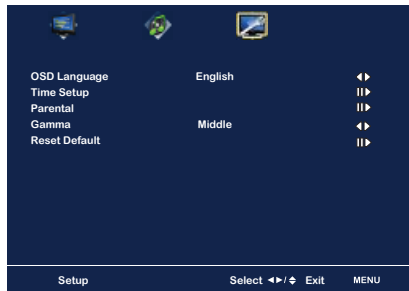 OSD Language English
Time Setup
Parental
Gamma Middle
Reset Default
Setup Select ◄►/♦ Exit MENU